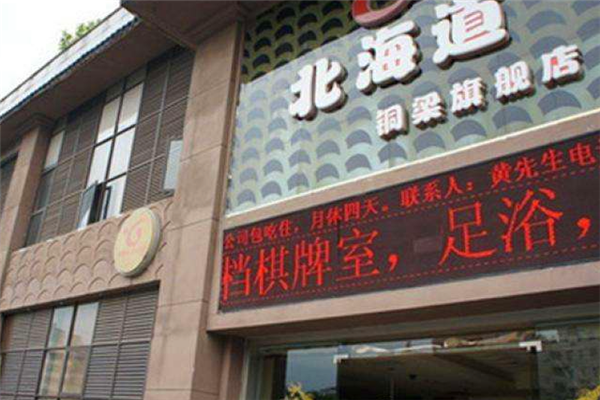 北海道
铜梁旗舰店
公司包吃住，月休四天。联系人：黄先生电
档棋牌室，足浴，